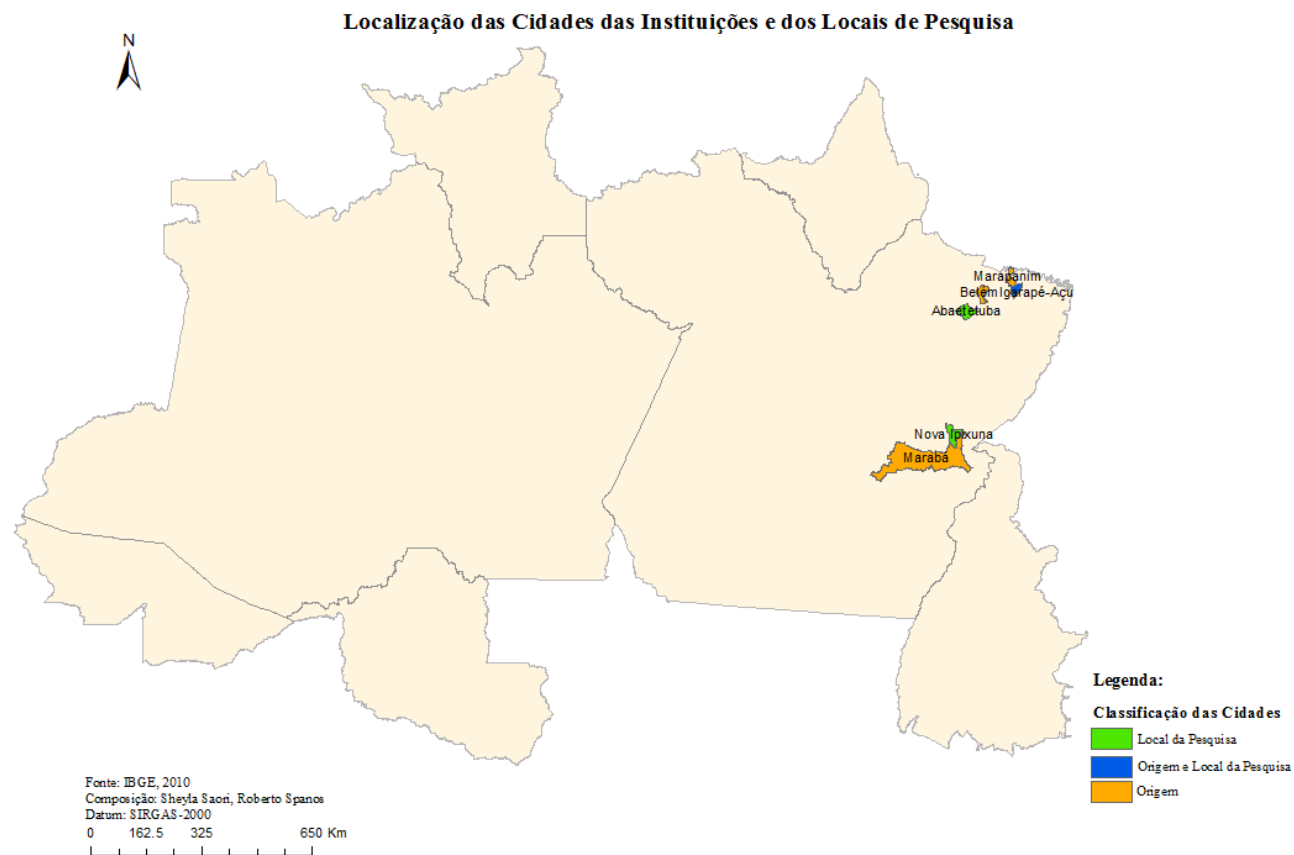 Localização das Cidades das Instituições e dos Locais de Pesquisa
N
Marapanim
Belém Igarapé-Açu
Abaetetuba
Nova Ipixuna
Marabá
Legenda:
Classificação das Cidades
Local da Pesquisa
Origem e Local da Pesquisa
Origem
Fonte: IBGE, 2010
Composição: Sheyla Saori, Roberto Spanos
Datum: SIRGAS-2000
0 162.5 325 650 Km